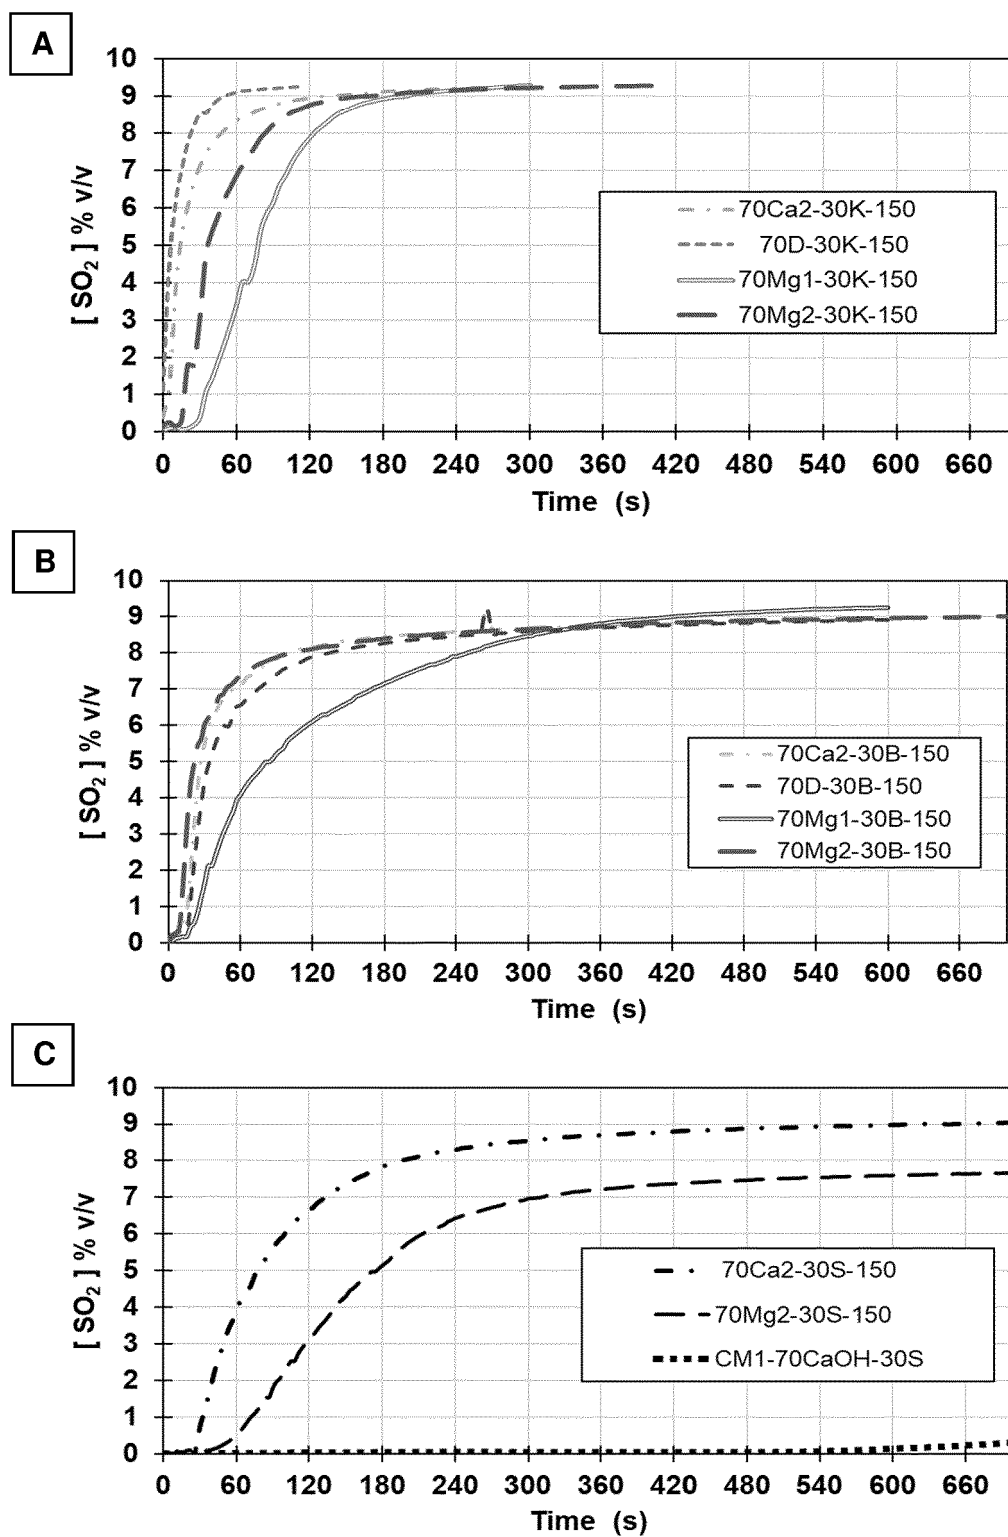 A
[ SO2 ] % v/v
10
9
8
7
6
5
4
3
2
1
0
70Ca2-30K-150
70D-30K-150
70Mg1-30K-150
70Mg2-30K-150
0 60 120 180 240 300 360 420 480 540 600 660
Time (s)
B
[ SO2 ] % v/v
10
9
8
7
6
5
4
3
2
1
0
70Ca2-30B-150
70D-30B-150
70Mg1-30B-150
70Mg2-30B-150
0 60 120 180 240 300 360 420 480 540 600 660
Time (s)
C
[ SO2 ] % v/v
10
9
8
7
6
5
4
3
2
1
0
70Ca2-30S-150
70Mg2-30S-150
CM1-70CaOH-30S
0 60 120 180 240 300 360 420 480 540 600 660
Time (s)